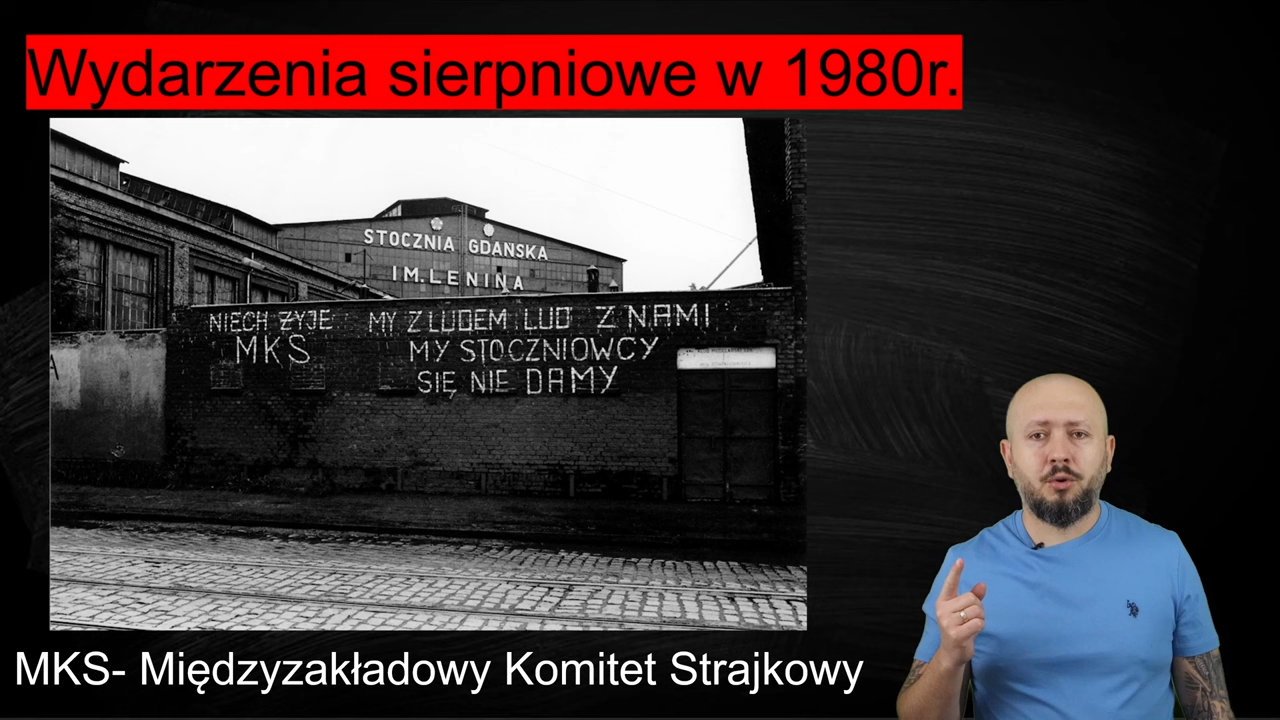 Wydarzenia sierpniowe w 1980r.
STOCZNIA GDAŃSKA
IM. LENINA
NIECH ŻYJE
MKS
MY Z LUDEM LUD Z NAMI
MY STOCZNIOWCY
SIĘ NIE DAMY
MKS- Międzyzakładowy Komitet Strajkowy